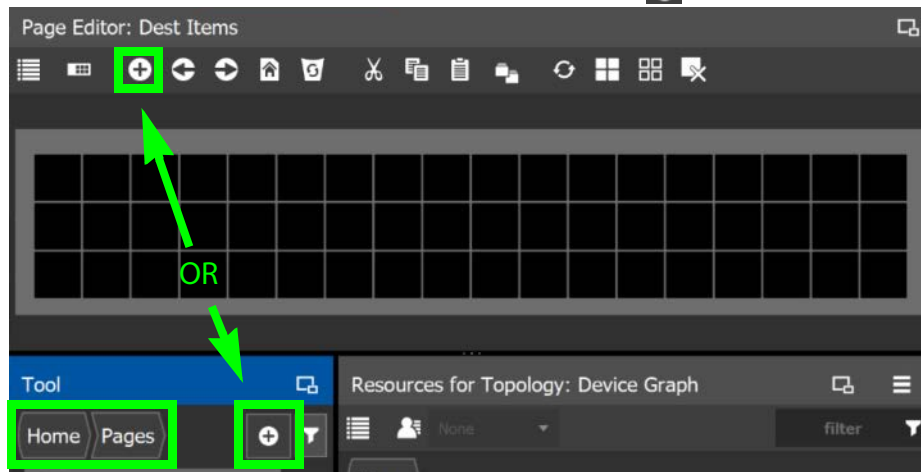 Page Editor: Dest Items
OR
Tool
Resources for Topology: Device Graph
Home Pages
None
filter